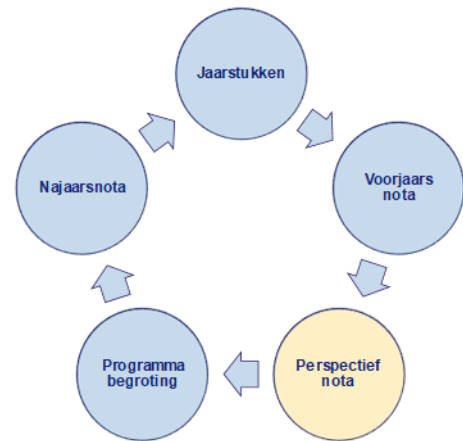 Jaarstukken
Voorjaars
nota
Perspectief
nota
Programma
begroting
Najaarsnota